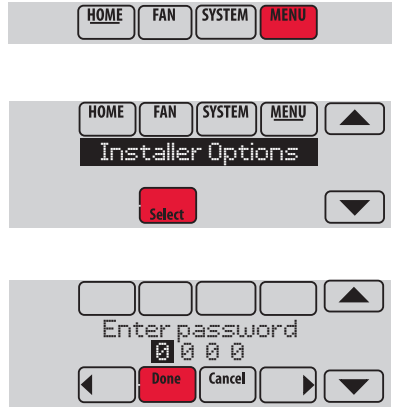 HOME FAN SYSTEM MENU
HOME FAN SYSTEM MENU
Installer Options
Select
Enter password
0 0 0 0
Done Cancel